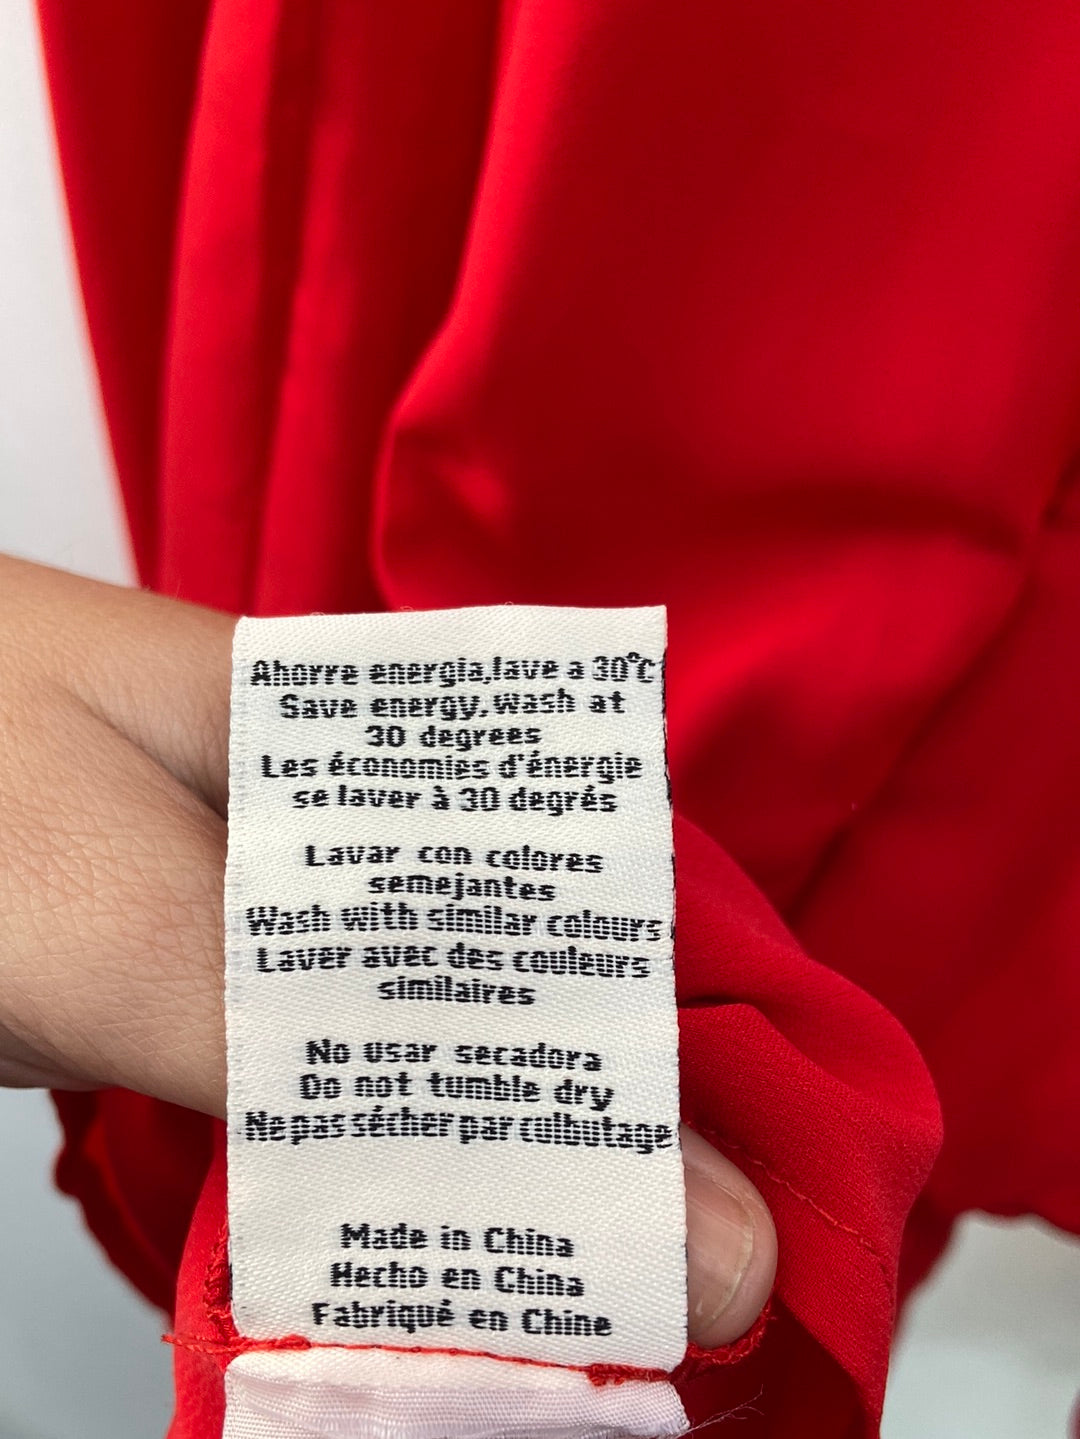 Ahorre energia,lave a 30°C
Save energy,wash at
30 degrees
Les économies d'énergie
se laver à 30 degrés
Lavar con colores
semejantes
Wash with similar colours
Laver avec des couleurs
similaires
No usar secadora
Do not tumble dry
Ne pas sécher par culbutage
Made in China
Hecho en China
Fabriqué en Chine